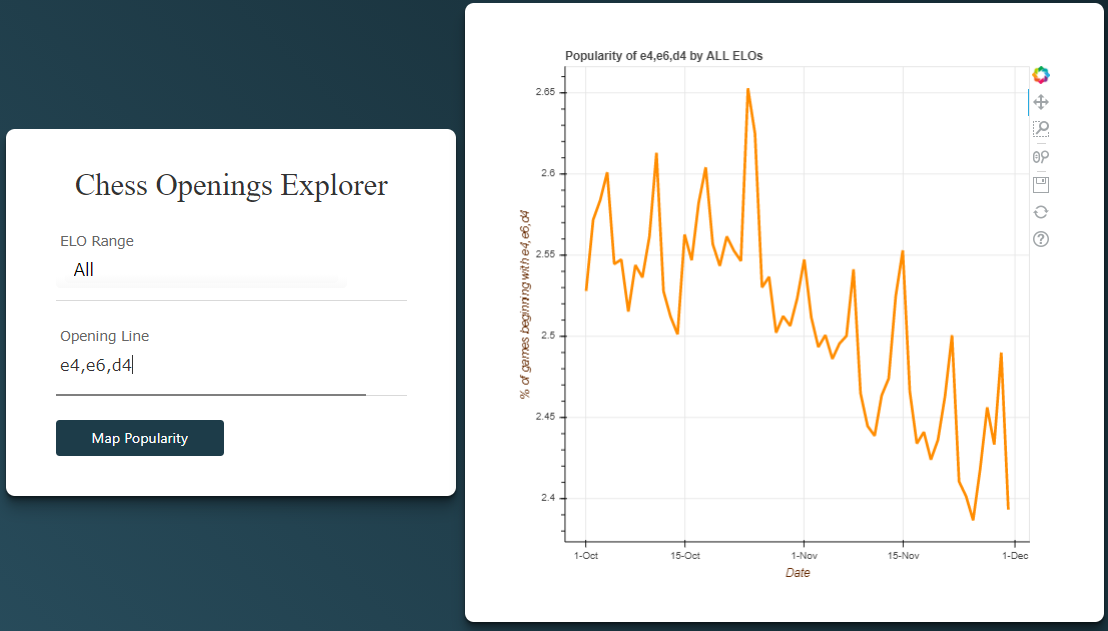 Chess Openings Explorer
ELO Range
All
Opening Line
e4,e6,d4
Map Popularity
Popularity of e4,e6,d4 by ALL ELOs
% of games beginning with e4,e6,d4
2.65
2.6
2.55
2.5
2.45
2.4
1-Oct
15-Oct
1-Nov
15-Nov
1-Dec
Date